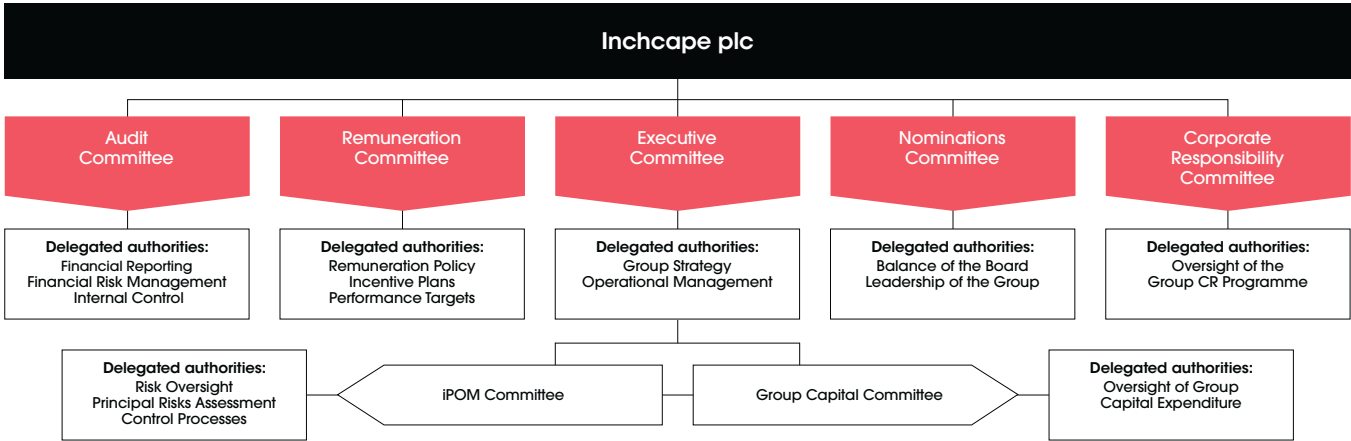 Inchcape plc
Audit
Committee
Remuneration
Committee
Executive
Committee
Nominations
Committee
Corporate
Responsibility
Committee
Delegated authorities:
Financial Reporting
Financial Risk Management
Internal Control
Delegated authorities:
Remuneration Policy
Incentive Plans
Performance Targets
Delegated authorities:
Group Strategy
Operational Management
Delegated authorities:
Balance of the Board
Leadership of the Group
Delegated authorities:
Oversight of the
Group CR Programme
Delegated authorities:
Risk Oversight
Principal Risks Assessment
Control Processes
iPOM Committee
Group Capital Committee
Delegated authorities:
Oversight of Group
Capital Expenditure